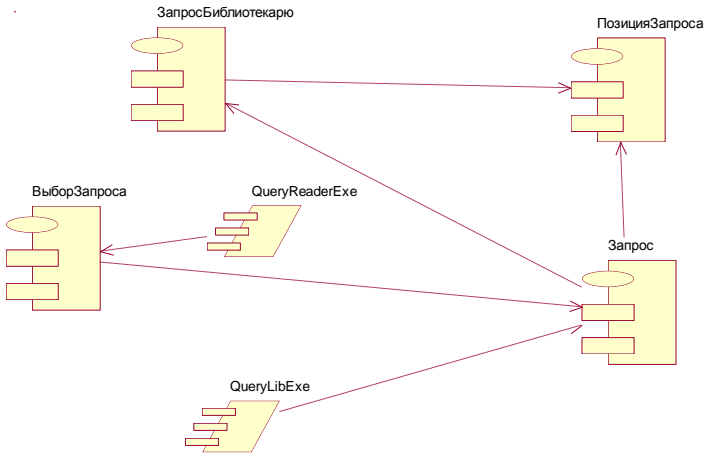 ЗапросБиблиотекарю
ПозицияЗапроса
ВыборЗапроса
QueryReaderExe
Запрос
QueryLibExe